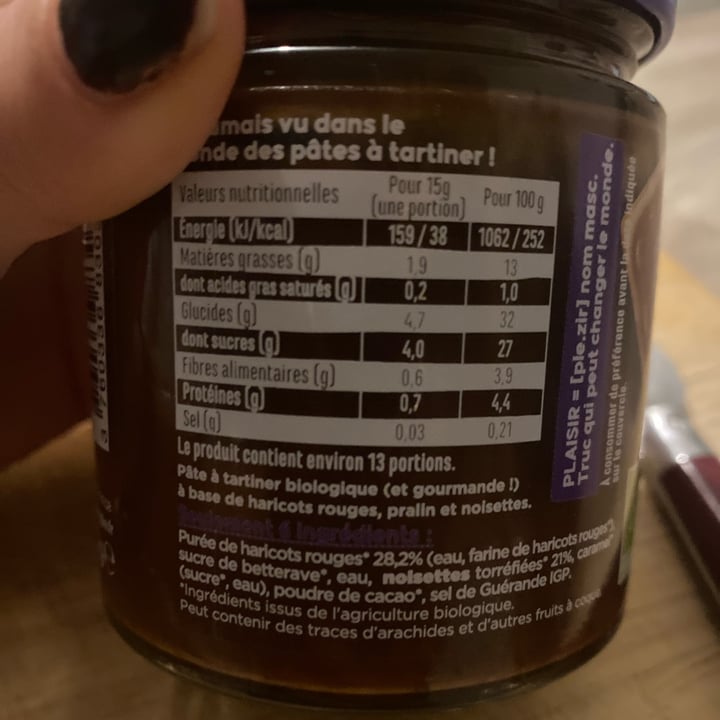 amais vu dans le
nde des pâtes à tartiner !
Valeurs nutritionnelles Pour 15g (une portion) Pour 100 g
Énergie (kJ/kcal) 159 / 38 1062 / 252
Matières grasses (g) 1,9 13
dont acides gras saturés (g) 0,2 1,0
Glucides (g) 4,7 32
dont sucres (g) 4,0 27
Fibres alimentaires (g) 0,6 3,9
Protéines (g) 0,7 4,4
Sel (g) 0,03 0,21
Le produit contient environ 13 portions.
Pâte à tartiner biologique (et gourmande !)
à base de haricots rouges, pralin et noisettes.
Seulement 6 ingrédients :
Purée de haricots rouges* 28,2% (eau, farine de haricots rouges*),
sucre de betterave*, eau, noisettes torréfiées* 21%, caramel*
(sucre*, eau), poudre de cacao*, sel de Guérande IGP.
*Ingrédients issus de l'agriculture biologique.
Peut contenir des traces d'arachides et d'autres fruits à coque
PLAISIR = [ple.zir] nom masc.
Truc qui peut changer le monde.
À consommer de préférence avant la indiquée
sur le couvercle.